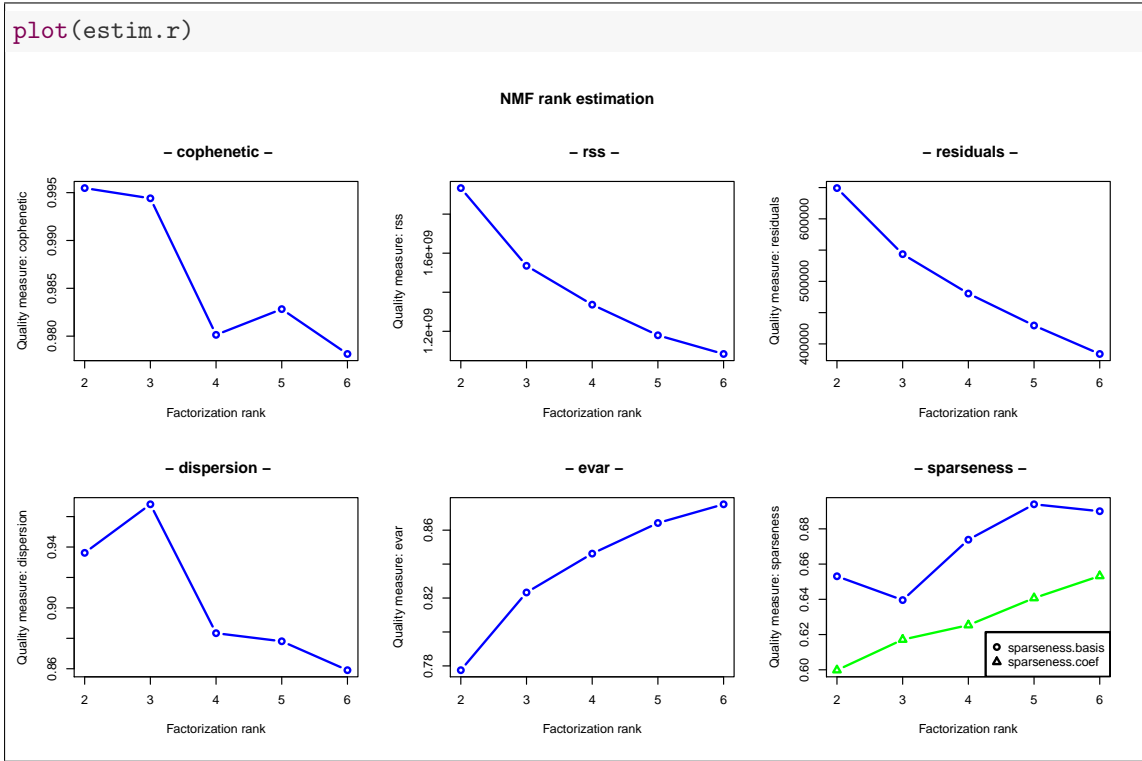 plot(estim.r)
NMF rank estimation
– cophenetic –
Quality measure: cophenetic
0.995
0.990
0.985
0.980
2 3 4 5 6
Factorization rank
– rss –
Quality measure: rss
1.6e+09
1.2e+09
2 3 4 5 6
Factorization rank
– residuals –
Quality measure: residuals
600000
500000
400000
2 3 4 5 6
Factorization rank
– dispersion –
Quality measure: dispersion
0.94
0.90
0.86
2 3 4 5 6
Factorization rank
– evar –
Quality measure: evar
0.86
0.82
0.78
2 3 4 5 6
Factorization rank
– sparseness –
Quality measure: sparseness
0.68
0.66
0.64
0.62
0.60
sparseness.basis
sparseness.coef
2 3 4 5 6
Factorization rank